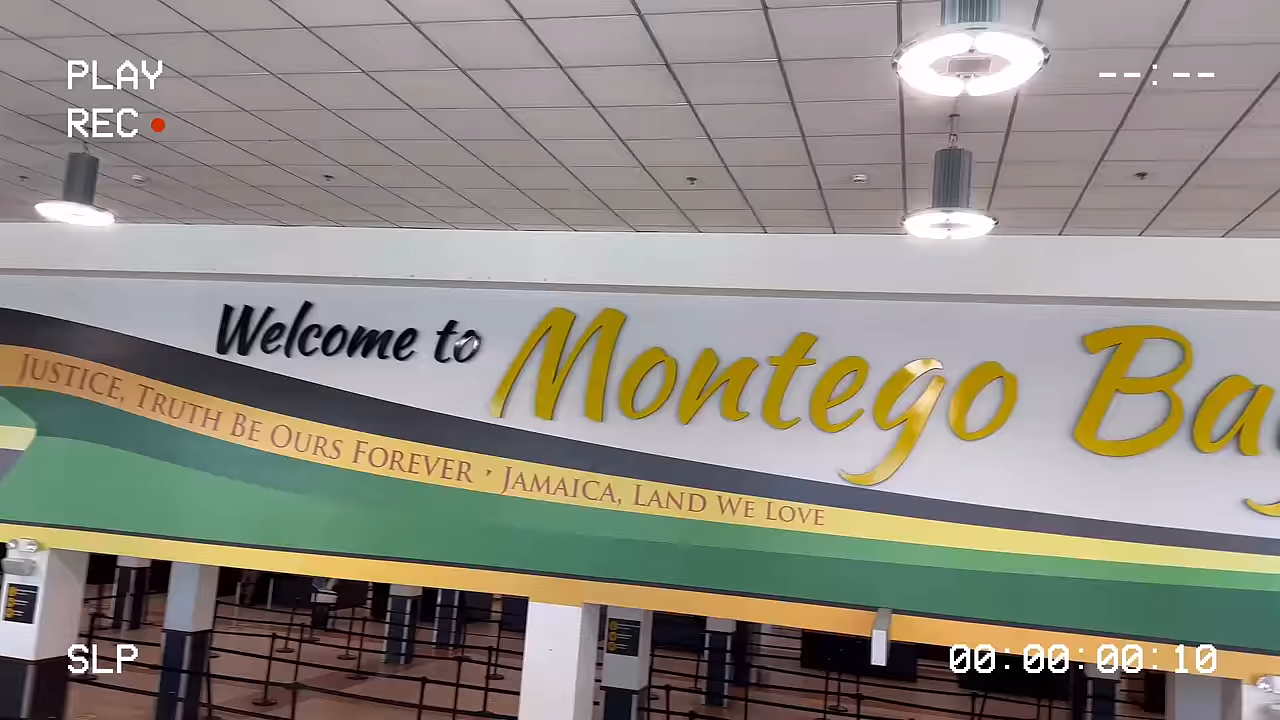 PLAY
REC
--:--
Welcome to Montego Ba
JUSTICE, TRUTH BE OURS FOREVER · JAMAICA, LAND WE LOVE
SLP
00:00:00:10